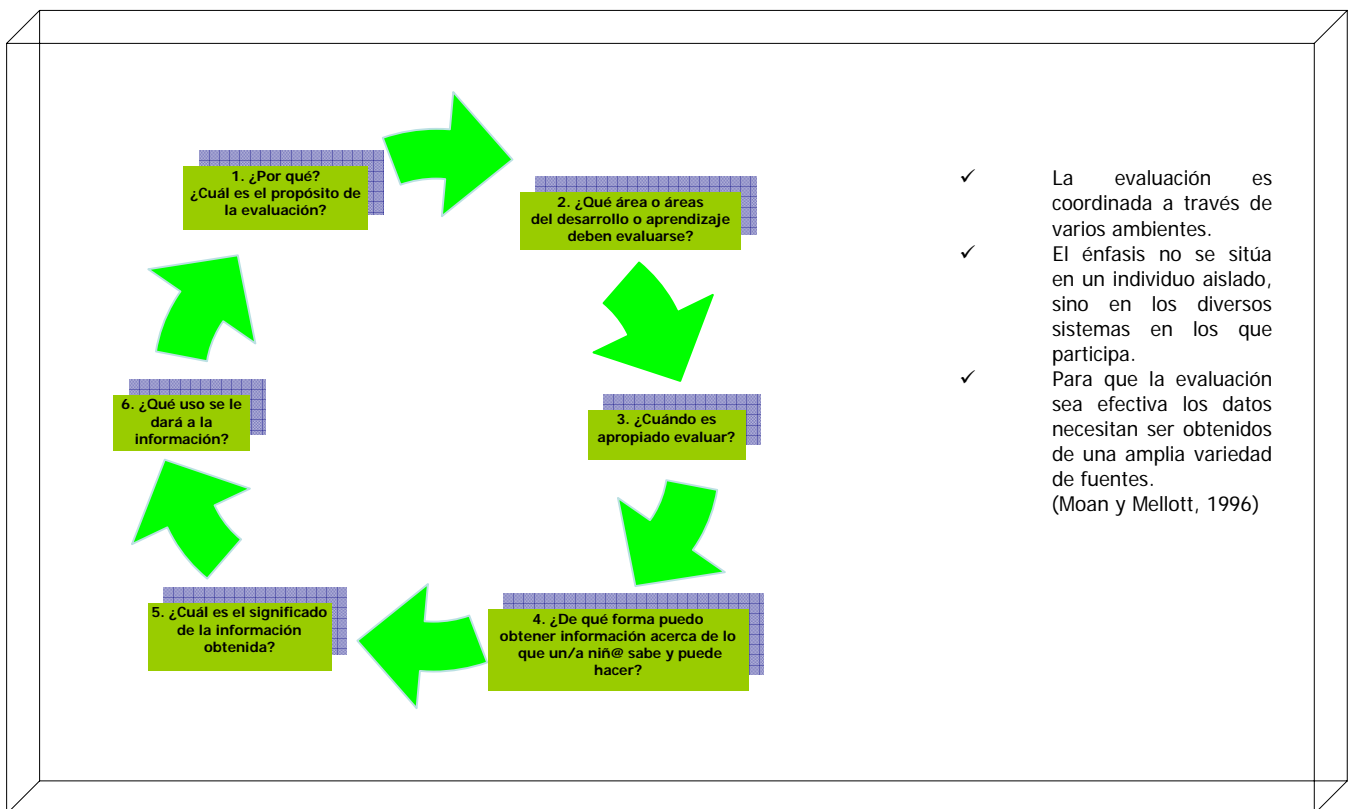 1. ¿Por qué?
¿Cuál es el propósito de
la evaluación?
2. ¿Qué área o áreas
del desarrollo o aprendizaje
deben evaluarse?
3. ¿Cuándo es
apropiado evaluar?
4. ¿De qué forma puedo
obtener información acerca de lo
que un/a niñ@ sabe y puede
hacer?
5. ¿Cuál es el significado
de la información
obtenida?
6. ¿Qué uso se le
dará a la
información?
✓ La evaluación es
coordinada a través de
varios ambientes.
✓ El énfasis no se sitúa
en un individuo aislado,
sino en los diversos
sistemas en los que
participa.
✓ Para que la evaluación
sea efectiva los datos
necesitan ser obtenidos
de una amplia variedad
de fuentes.
(Moan y Mellott, 1996)